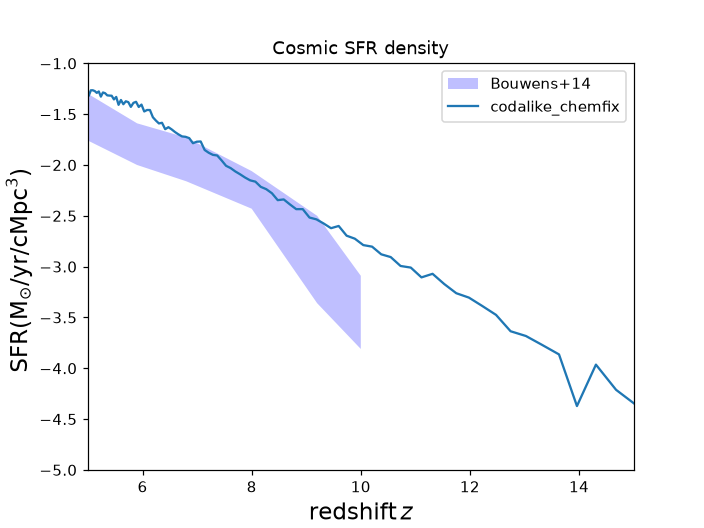 Cosmic SFR density
Bouwens+14
codalike_chemfix
SFR(M☉/yr/cMpc³)
−1.0
−1.5
−2.0
−2.5
−3.0
−3.5
−4.0
−4.5
−5.0
6 8 10 12 14
redshift z